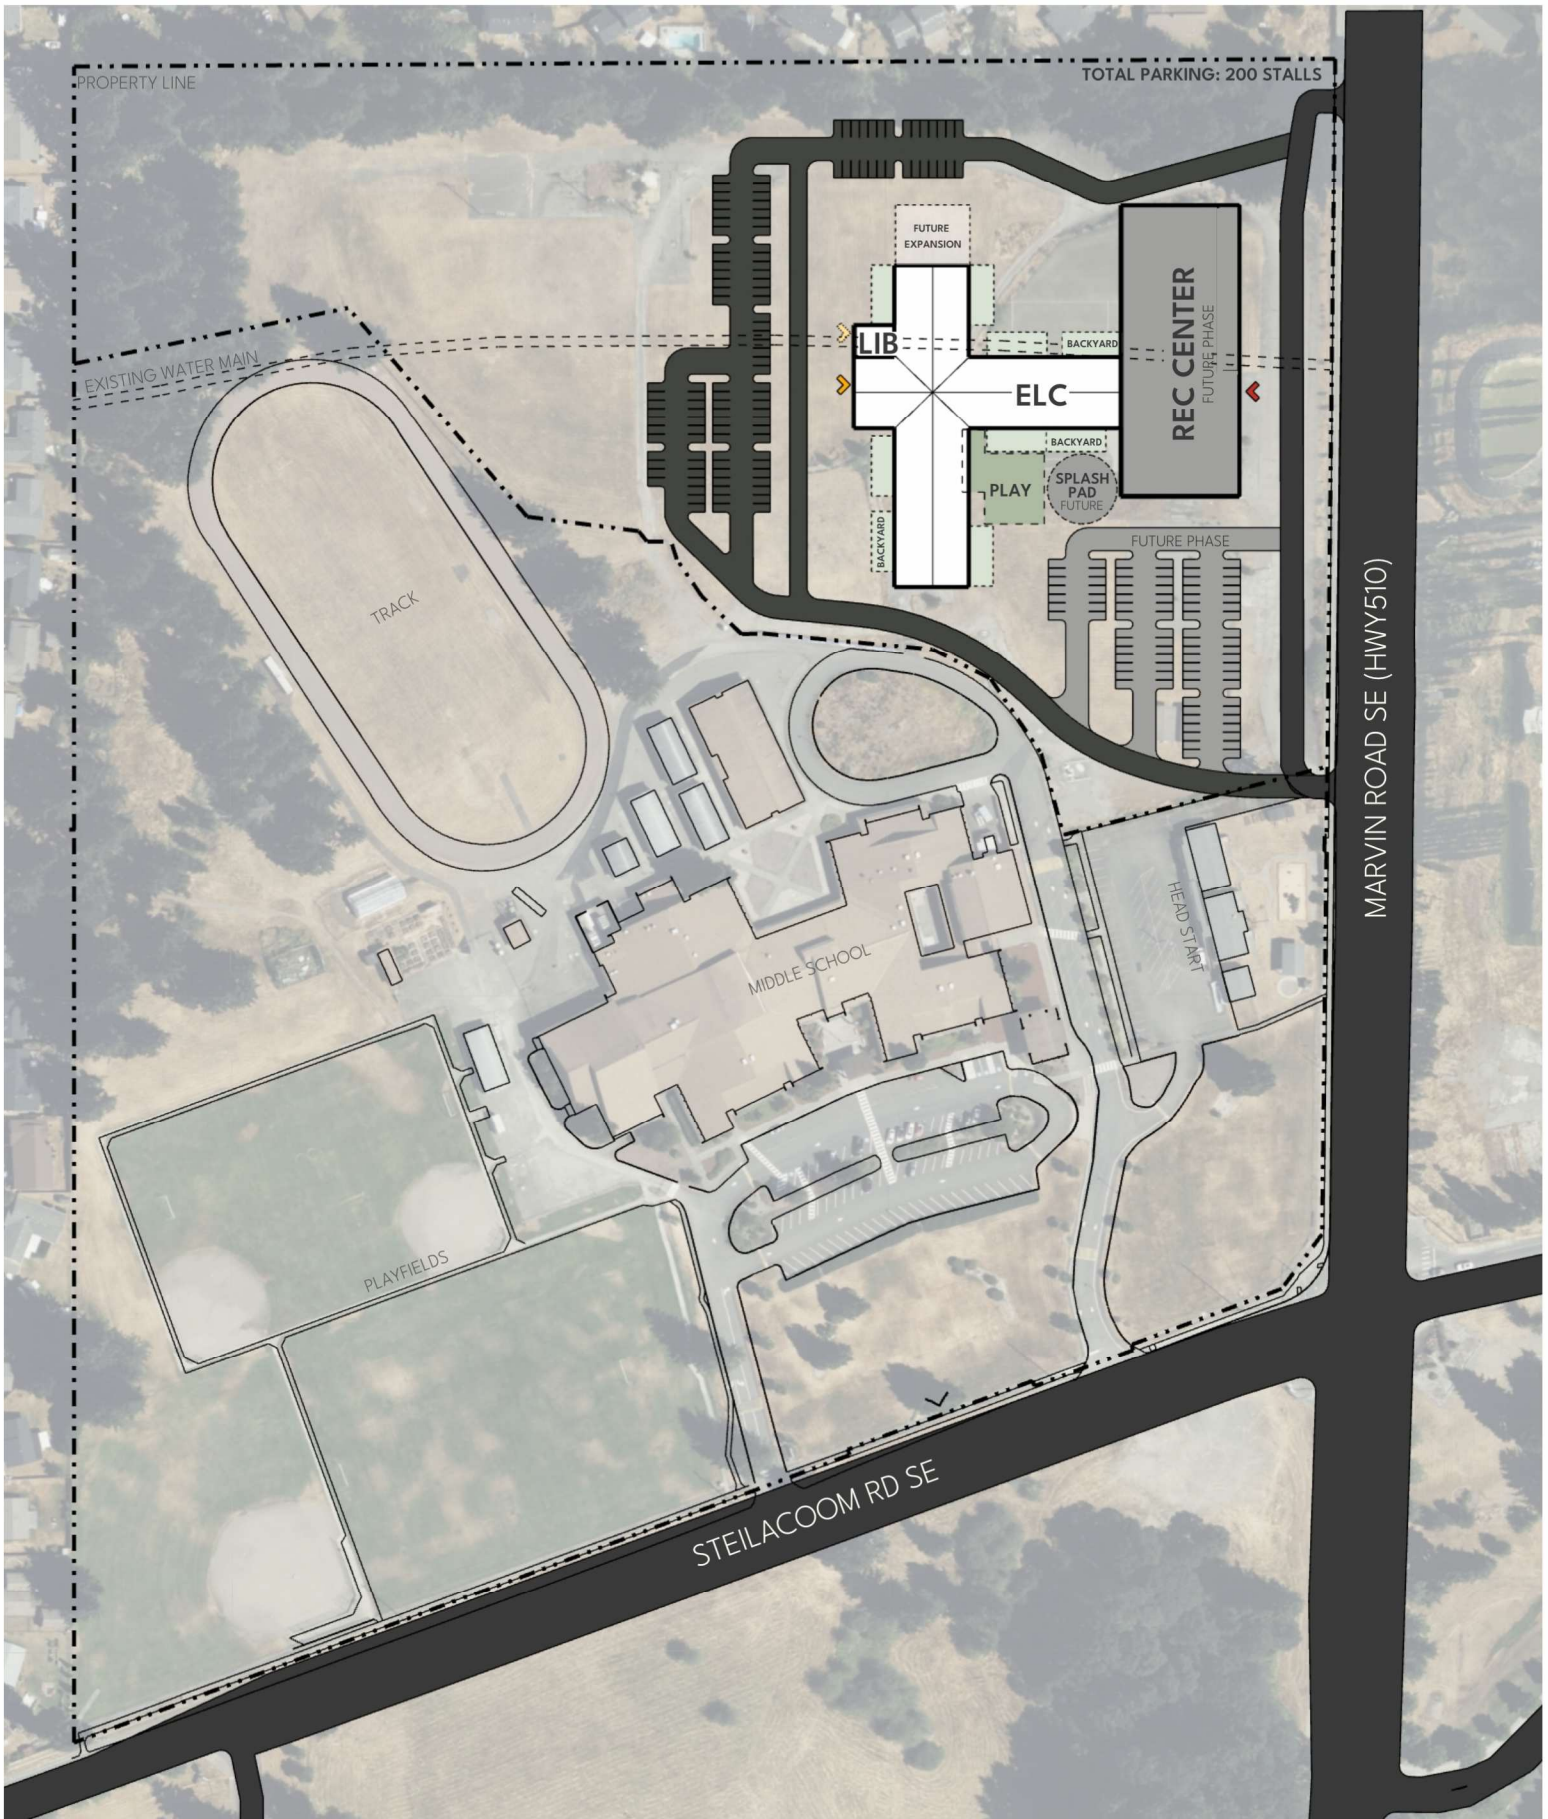 PROPERTY LINE
TOTAL PARKING: 200 STALLS
FUTURE
EXPANSION
LIB
BACKYARD
EXISTING WATER MAIN
ELC
REC CENTER
FUTURE PHASE
BACKYARD
PLAY
SPLASH
PAD
FUTURE
BACKYARD
FUTURE PHASE
TRACK
MARVIN ROAD SE (HWY510)
HEAD START
MIDDLE SCHOOL
PLAYFIELDS
STEILACOOM RD SE